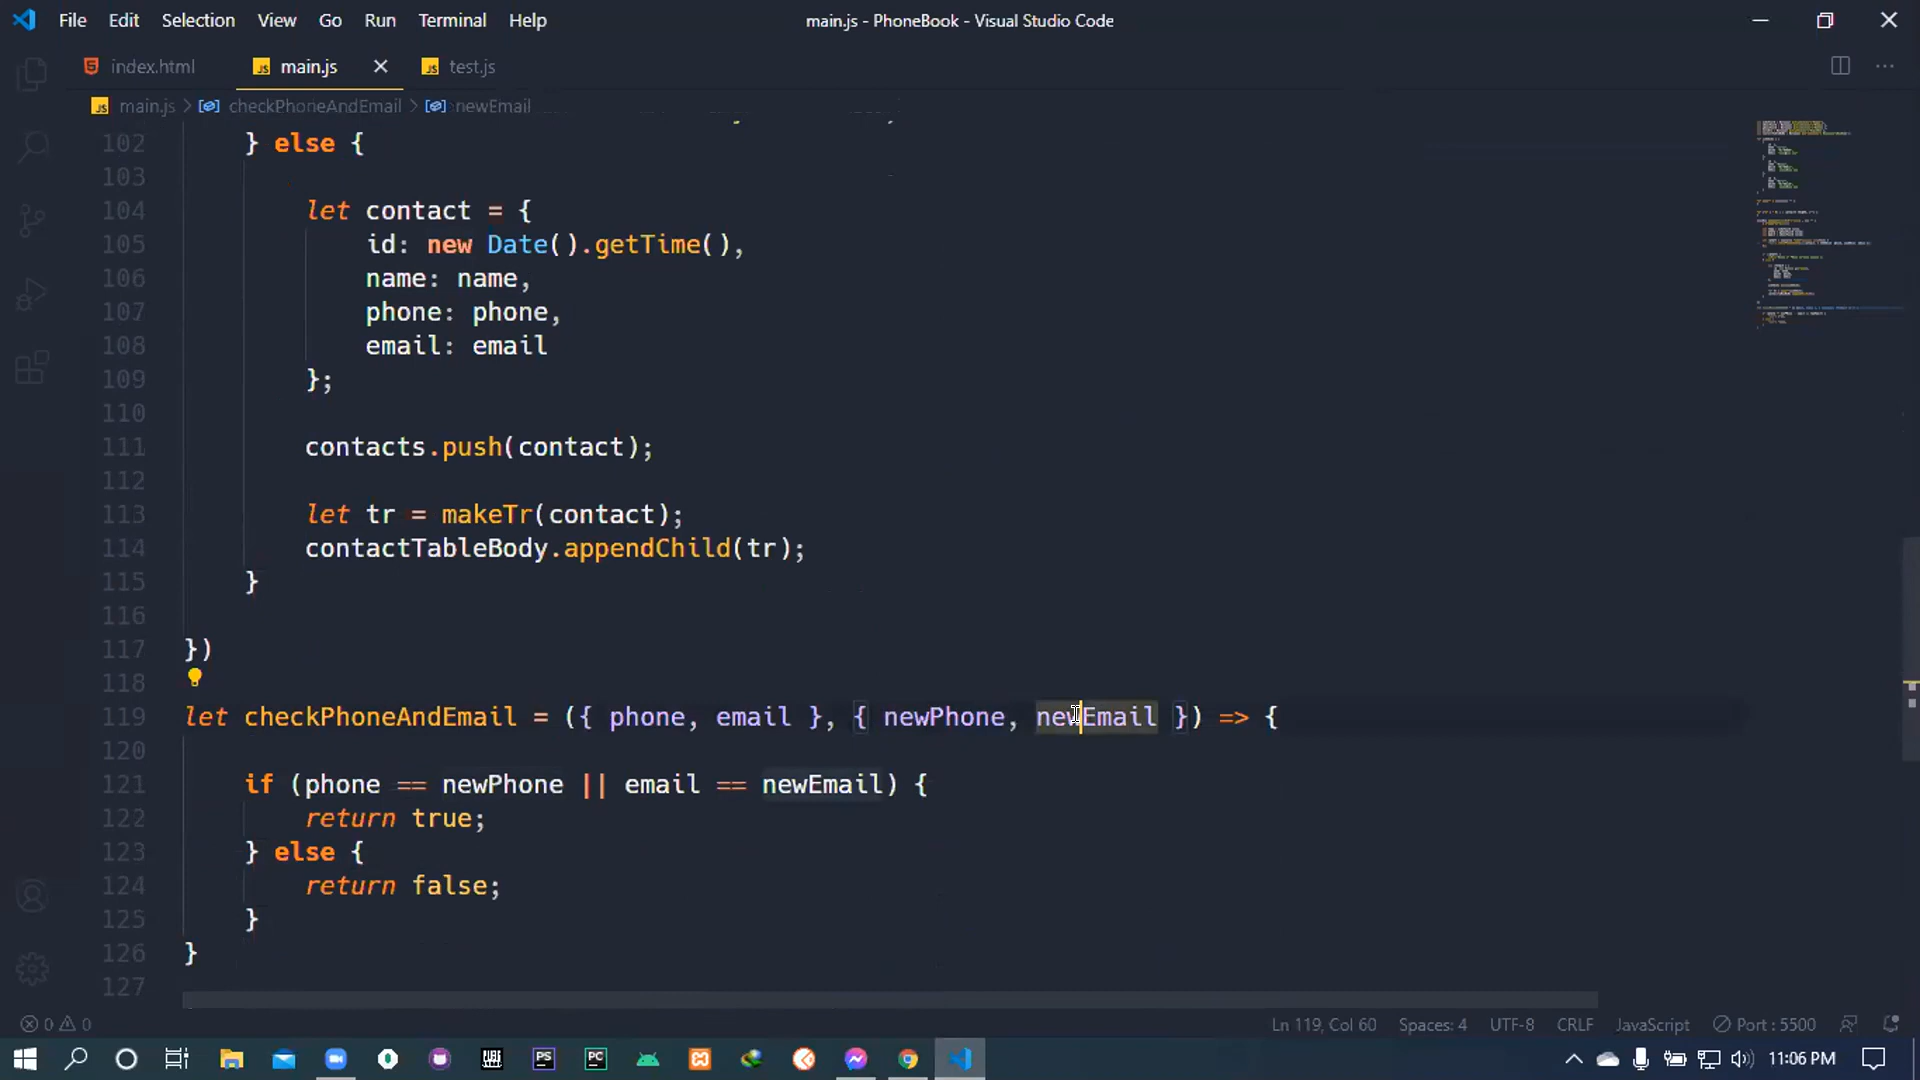 File Edit Selection View Go Run Terminal Help
main.js - PhoneBook - Visual Studio Code
index.html main.js test.js
main.js > checkPhoneAndEmail > newEmail
102 } else {
103
104 let contact = {
105 id: new Date().getTime(),
106 name: name,
107 phone: phone,
108 email: email
109 };
110
111 contacts.push(contact);
112
113 let tr = makeTr(contact);
114 contactTableBody.appendChild(tr);
115 }
116
117 })
118
119 let checkPhoneAndEmail = ({ phone, email }, { newPhone, newEmail }) => {
120
121 if (phone == newPhone || email == newEmail) {
122 return true;
123 } else {
124 return false;
125 }
126 }
127
0 0 Ln 119, Col 60 Spaces: 4 UTF-8 CRLF JavaScript Port : 5500
PS PC 11:06 PM